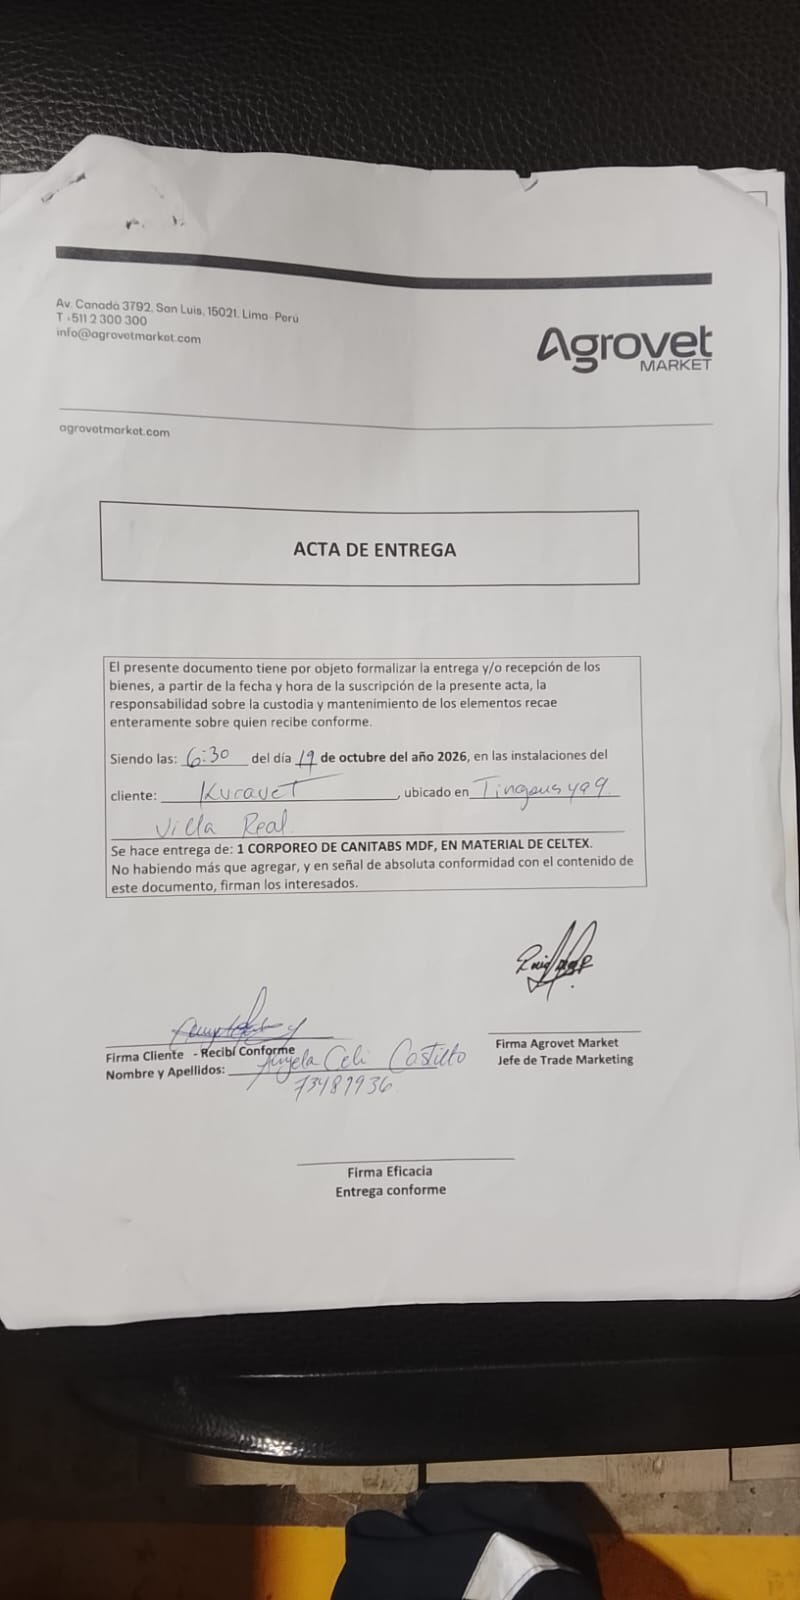 Av. Canadá 3792, San Luis, 15021, Lima-Perú
T +511 2 300 300
info@agrovetmarket.com
Agrovet
MARKET
agrovetmarket.com
ACTA DE ENTREGA
El presente documento tiene por objeto formalizar la entrega y/o recepción de los
bienes, a partir de la fecha y hora de la suscripción de la presente acta, la
responsabilidad sobre la custodia y mantenimiento de los elementos recae
enteramente sobre quien recibe conforme.
Siendo las: 6:30 del día 19 de octubre del año 2026, en las instalaciones del
cliente: Kuravet, ubicado en
Villa Real
Se hace entrega de: 1 CORPOREO DE CANITABS MDF, EN MATERIAL DE CELTEX.
No habiendo más que agregar, y en señal de absoluta conformidad con el contenido de
este documento, firman los interesados.
Firma Cliente - Recibí Conforme
Nombre y Apellidos: Angela Celi Castillo
73489936
Firma Agrovet Market
Jefe de Trade Marketing
Firma Eficacia
Entrega conforme